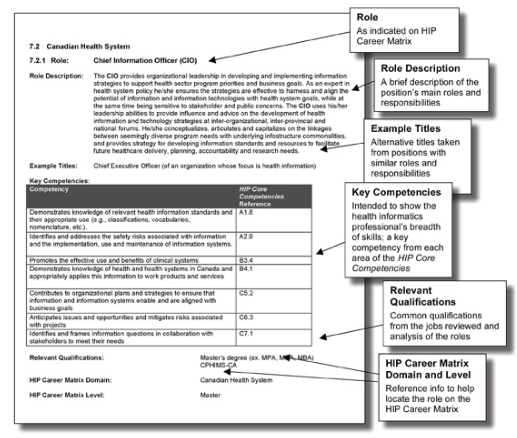 7.2 Canadian Health System
7.2.1 Role: Chief Information Officer (CIO)
Role Description: The CIO provides organizational leadership in developing and implementing information
strategies to support health sector program priorities and business goals. As an expert in
health system policy he/she ensures the strategies are effective to harness and align the
potential of information and information technologies with health system goals, while at
the same time being sensitive to stakeholder and public concerns. The CIO uses his/her
leadership abilities to provide influence and advice on the development of health
information and technology strategy at inter-organizational, inter-provincial and
national forums. He/she conceptualizes, articulates and capitalizes on the linkages
between seemingly diverse program needs with underlying infrastructure commonalities,
and provides strategy for developing information standards and resources to facilitate
future healthcare delivery, planning, accountability and research needs.
Example Titles: Chief Executive Officer (of an organization whose focus is health information)
Key Competencies:
Competency HIP Core
Competencies
Reference
Demonstrates knowledge of relevant health information standards and A1.8
their appropriate use (e.g., classifications, vocabularies,
nomenclature, etc.).
Identifies and addresses the safety risks associated with information A2.9
and the implementation, use and maintenance of information systems.
Promotes the effective use and benefits of clinical systems B3.4
Demonstrates knowledge of health and health systems in Canada and B4.1
appropriately applies this information to work products and services
Contributes to organizational plans and strategies to ensure that C5.2
information and information systems enable and are aligned with
business goals
Anticipates issues and opportunities and mitigates risks associated C6.3
with projects
Identifies and frames information questions in collaboration with C7.1
stakeholders to meet their needs
Relevant Qualifications: Master's degree (ex. MPA, MBA)
CPHIMS-CA
HIP Career Matrix Domain: Canadian Health System
HIP Career Matrix Level: Master
Role
As indicated on HIP
Career Matrix
Role Description
A brief description of the
position's main roles and
responsibilities
Example Titles
Alternative titles taken
from positions with
similar roles and
responsibilities
Key Competencies
Intended to show the
health informatics
professional's breadth
of skills; a key
competency from each
area of the HIP Core
Competencies
Relevant
Qualifications
Common qualifications
from the jobs reviewed and
analysis of the roles
HIP Career Matrix
Domain and Level
Reference info to help
locate the role on the
HIP Career Matrix